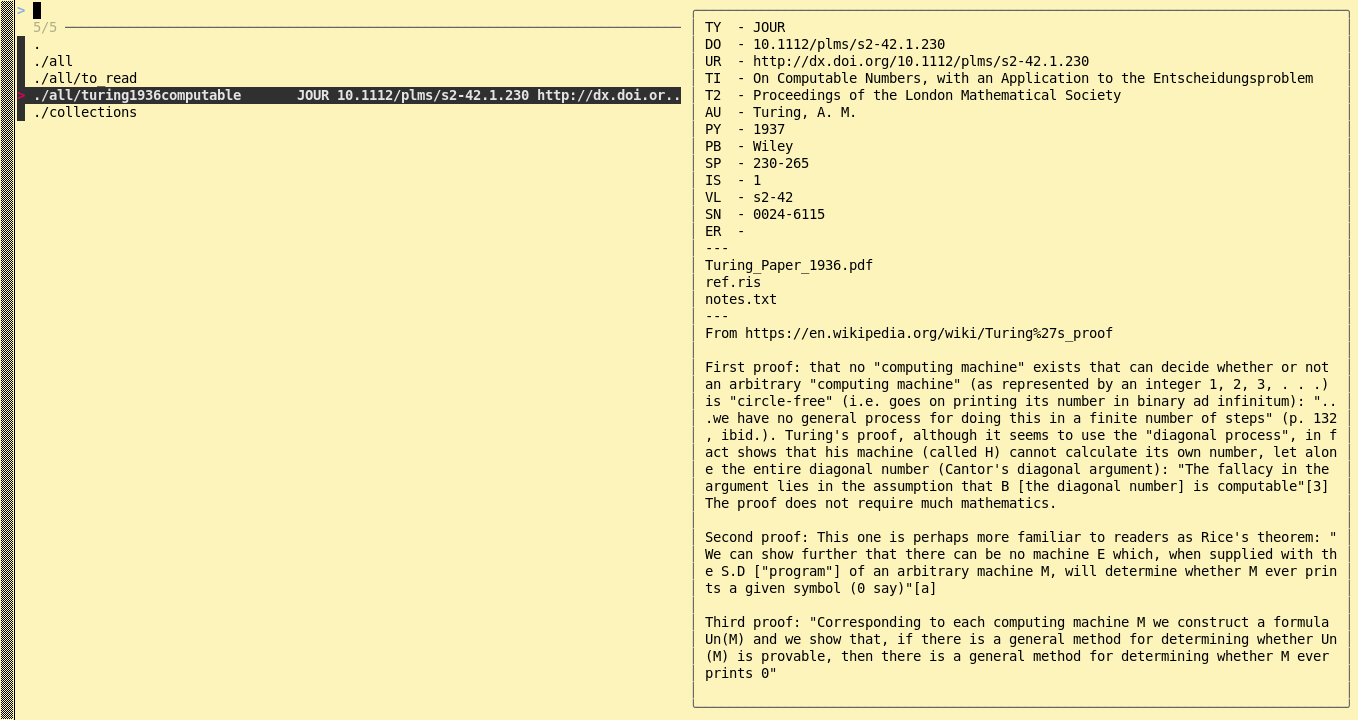 >
5/5
.
./all
./all/to_read
> ./all/turing1936computable       JOUR 10.1112/plms/s2-42.1.230 http://dx.doi.or..
./collections
TY  - JOUR
DO  - 10.1112/plms/s2-42.1.230
UR  - http://dx.doi.org/10.1112/plms/s2-42.1.230
TI  - On Computable Numbers, with an Application to the Entscheidungsproblem
T2  - Proceedings of the London Mathematical Society
AU  - Turing, A. M.
PY  - 1937
PB  - Wiley
SP  - 230-265
IS  - 1
VL  - s2-42
SN  - 0024-6115
ER  -
---
Turing_Paper_1936.pdf
ref.ris
notes.txt
---
From https://en.wikipedia.org/wiki/Turing%27s_proof

First proof: that no "computing machine" exists that can decide whether or not
an arbitrary "computing machine" (as represented by an integer 1, 2, 3, . . .)
is "circle-free" (i.e. goes on printing its number in binary ad infinitum): "..
.we have no general process for doing this in a finite number of steps" (p. 132
, ibid.). Turing's proof, although it seems to use the "diagonal process", in f
act shows that his machine (called H) cannot calculate its own number, let alon
e the entire diagonal number (Cantor's diagonal argument): "The fallacy in the
argument lies in the assumption that B [the diagonal number] is computable"[3]
The proof does not require much mathematics.

Second proof: This one is perhaps more familiar to readers as Rice's theorem: "
We can show further that there can be no machine E which, when supplied with th
e S.D ["program"] of an arbitrary machine M, will determine whether M ever prin
ts a given symbol (0 say)"[a]

Third proof: "Corresponding to each computing machine M we construct a formula
Un(M) and we show that, if there is a general method for determining whether Un
(M) is provable, then there is a general method for determining whether M ever
prints 0"